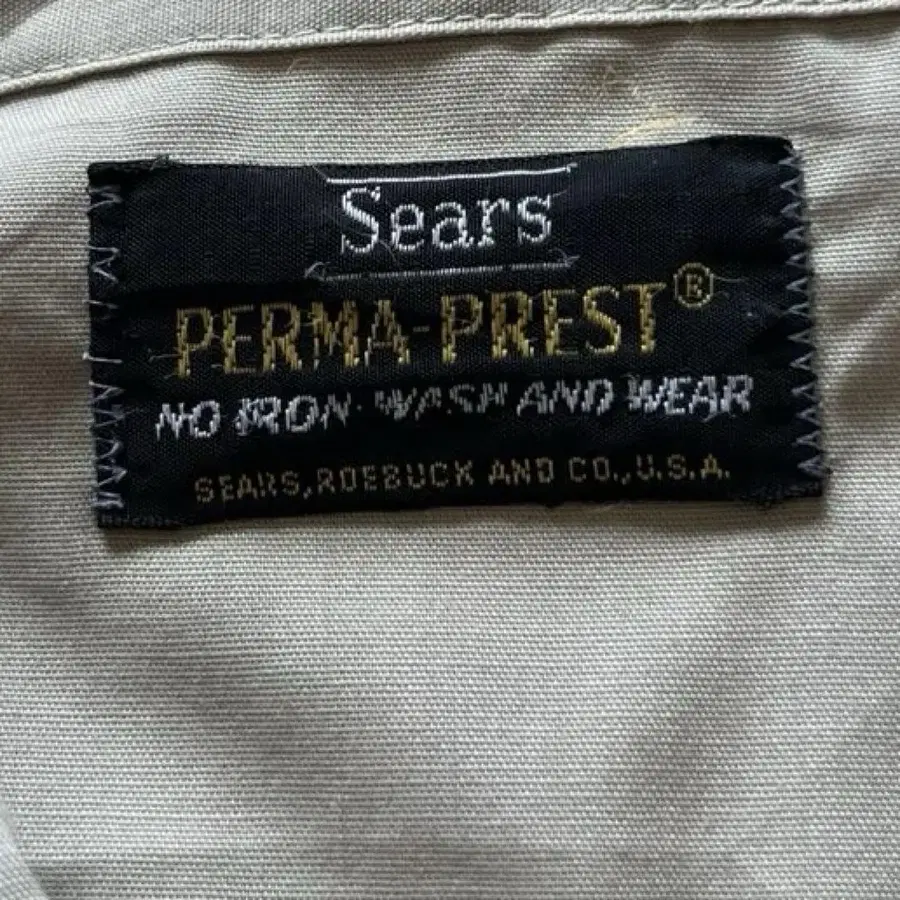 Sears
PERMA-PREST®
NO IRON · WASH AND WEAR
SEARS, ROEBUCK AND CO., U.S.A.